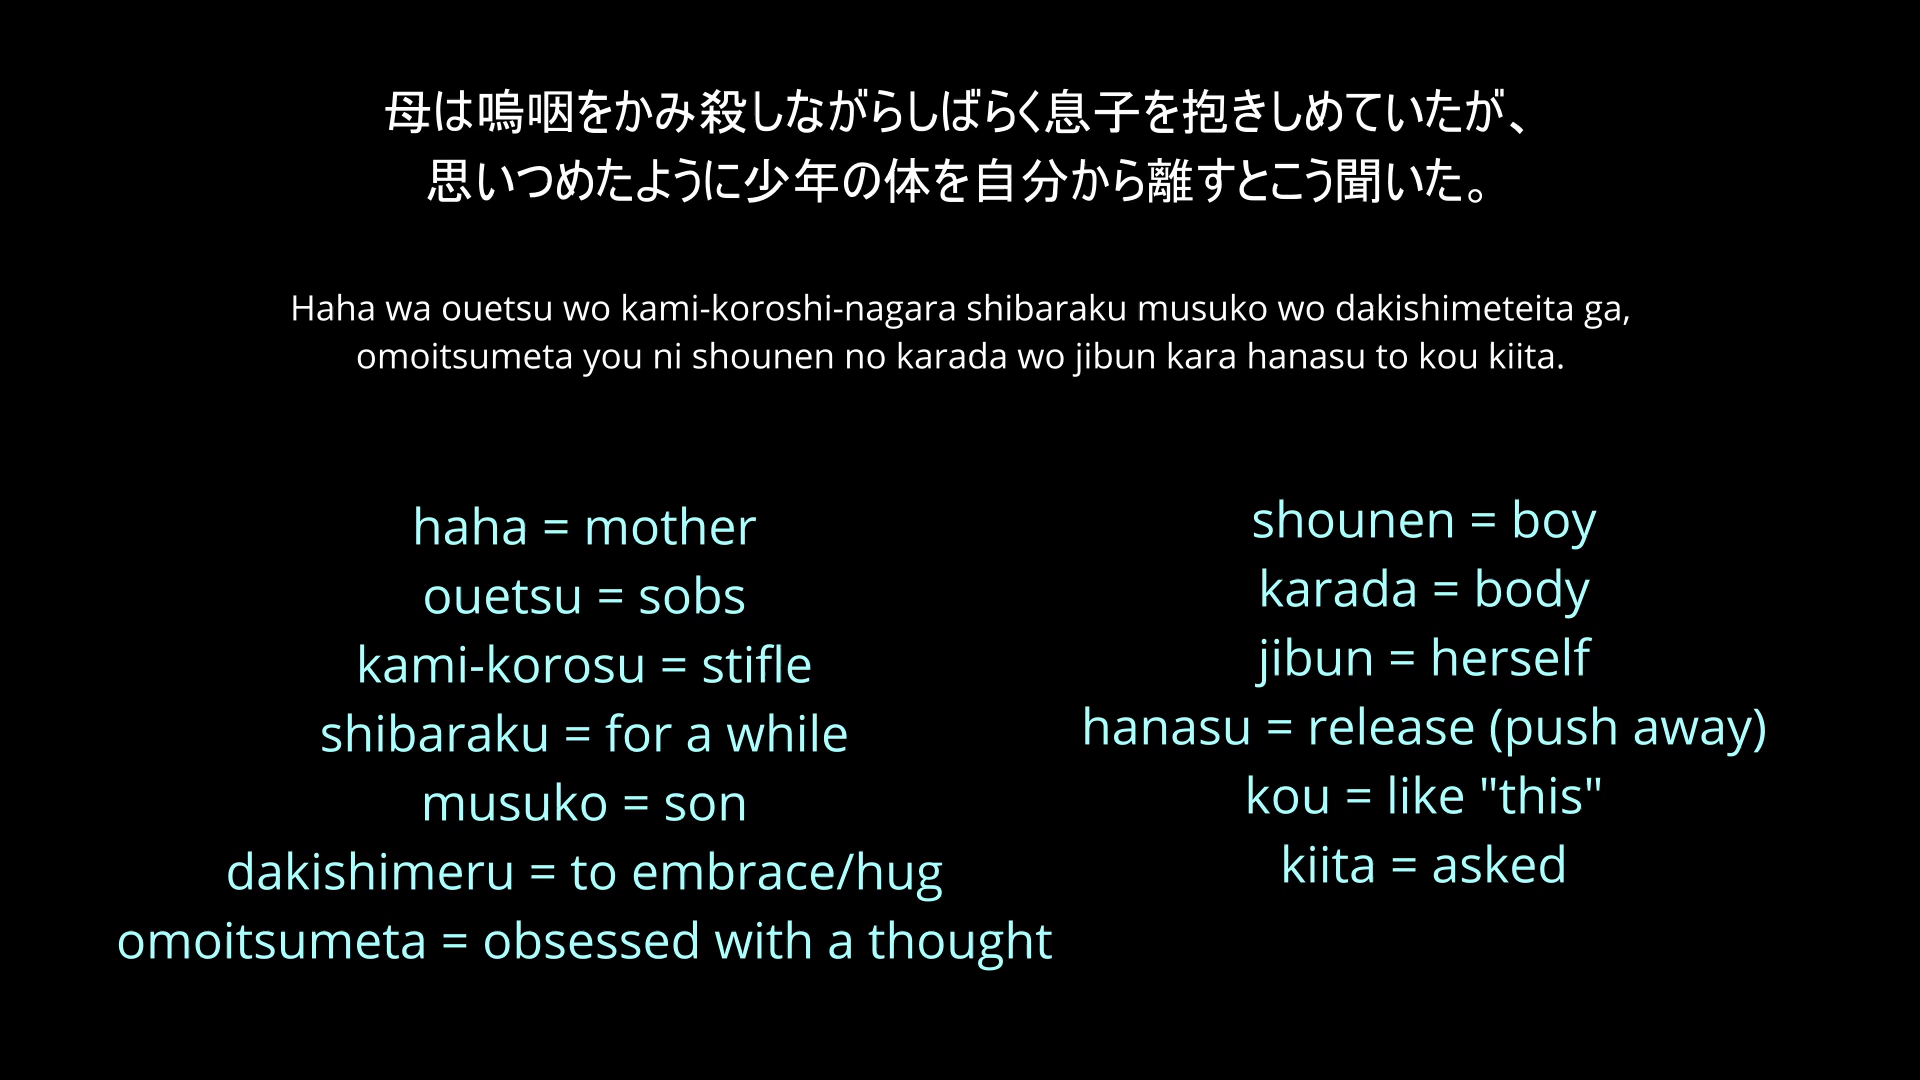 母は嗚咽をかみ殺しながらしばらく息子を抱きしめていたが、
思いつめたように少年の体を自分から離すとこう聞いた。
Haha wa ouetsu wo kami-koroshi-nagara shibaraku musuko wo dakishimeteita ga,
omoitsumeta you ni shounen no karada wo jibun kara hanasu to kou kiita.
haha = mother
ouetsu = sobs
kami-korosu = stifle
shibaraku = for a while
musuko = son
dakishimeru = to embrace/hug
omoitsumeta = obsessed with a thought
shounen = boy
karada = body
jibun = herself
hanasu = release (push away)
kou = like "this"
kiita = asked